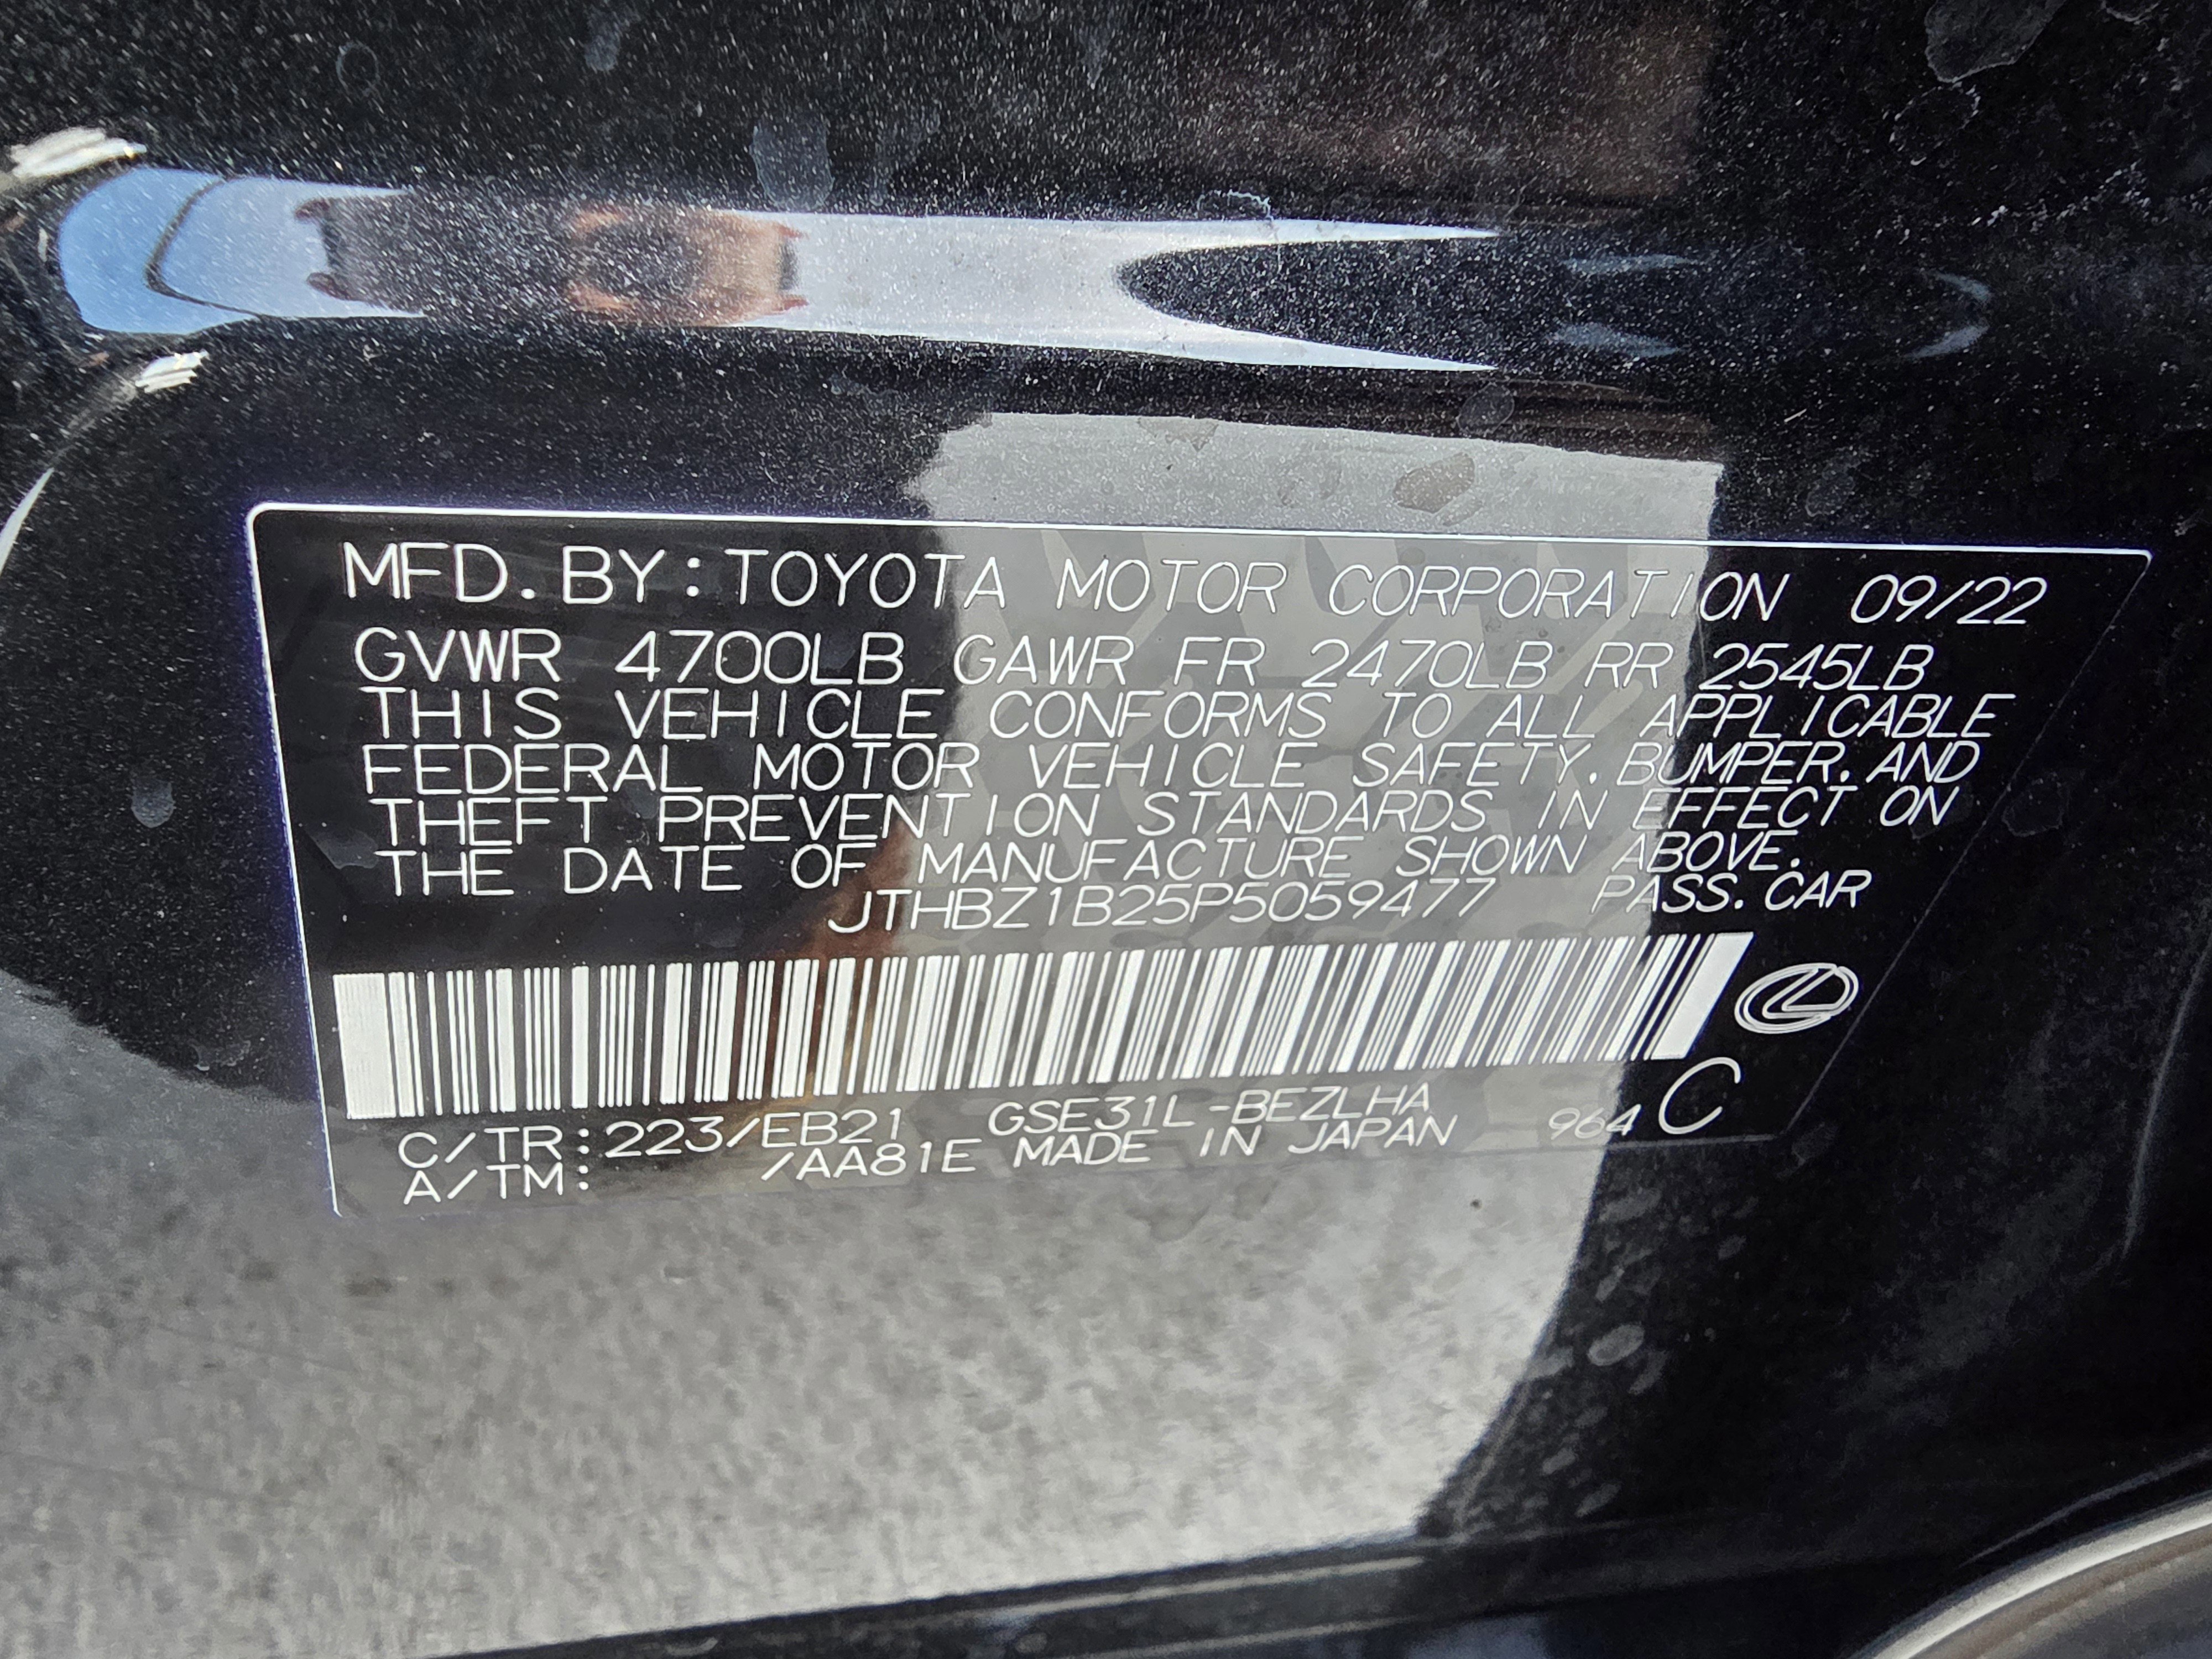 MFD. BY: TOYOTA MOTOR CORPORATION 09/22
GVWR 4700LB GAWR FR 2470LB RR 2545LB
THIS VEHICLE CONFORMS TO ALL APPLICABLE
FEDERAL MOTOR VEHICLE SAFETY. BUMPER. AND
THEFT PREVENTION STANDARDS IN EFFECT ON
THE DATE OF MANUFACTURE SHOWN ABOVE.
JTHBZ1B25P5059477 PASS. CAR
C/TR: 223/EB21 GSE31L-BEZLHA 964 C
A/TM: /AA81E MADE IN JAPAN